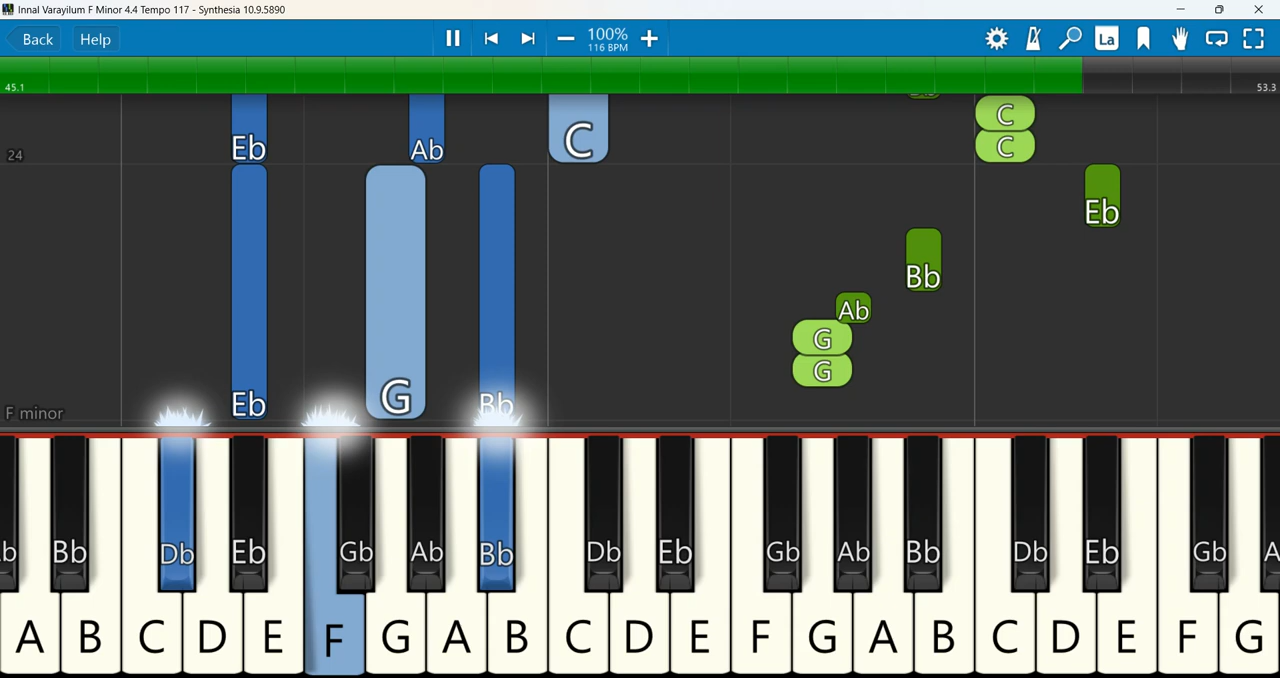 Innal Varayilum F Minor 4.4 Tempo 117 - Synthesia 10.9.5890
Back Help 100% La
116 BPM
45.1 53.3
C
Eb Ab C C
24
Eb
Bb
Ab
G
Eb G Bb G
F minor
Bb Db Eb Gb Ab Bb Db Eb Gb Ab Bb Db Eb Gb
A B C D E F G A B C D E F G A B C D E F G